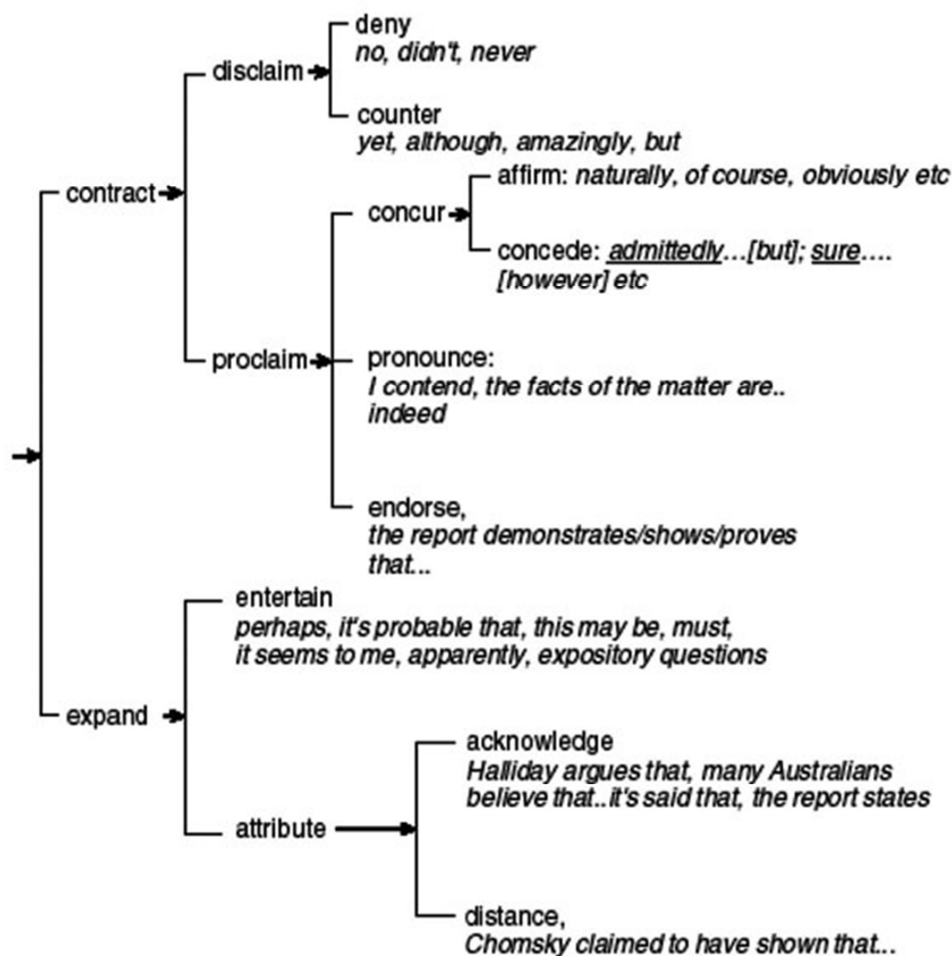 deny
no, didn't, never
disclaim
counter
yet, although, amazingly, but
affirm: naturally, of course, obviously etc
contract
concur
concede: admittedly...[but]; sure....
[however] etc
proclaim
pronounce:
I contend, the facts of the matter are..
indeed
endorse,
the report demonstrates/shows/proves
that...
entertain
perhaps, it's probable that, this may be, must,
it seems to me, apparently, expository questions
expand
acknowledge
Halliday argues that, many Australians
believe that..it's said that, the report states
attribute
distance,
Chomsky claimed to have shown that...